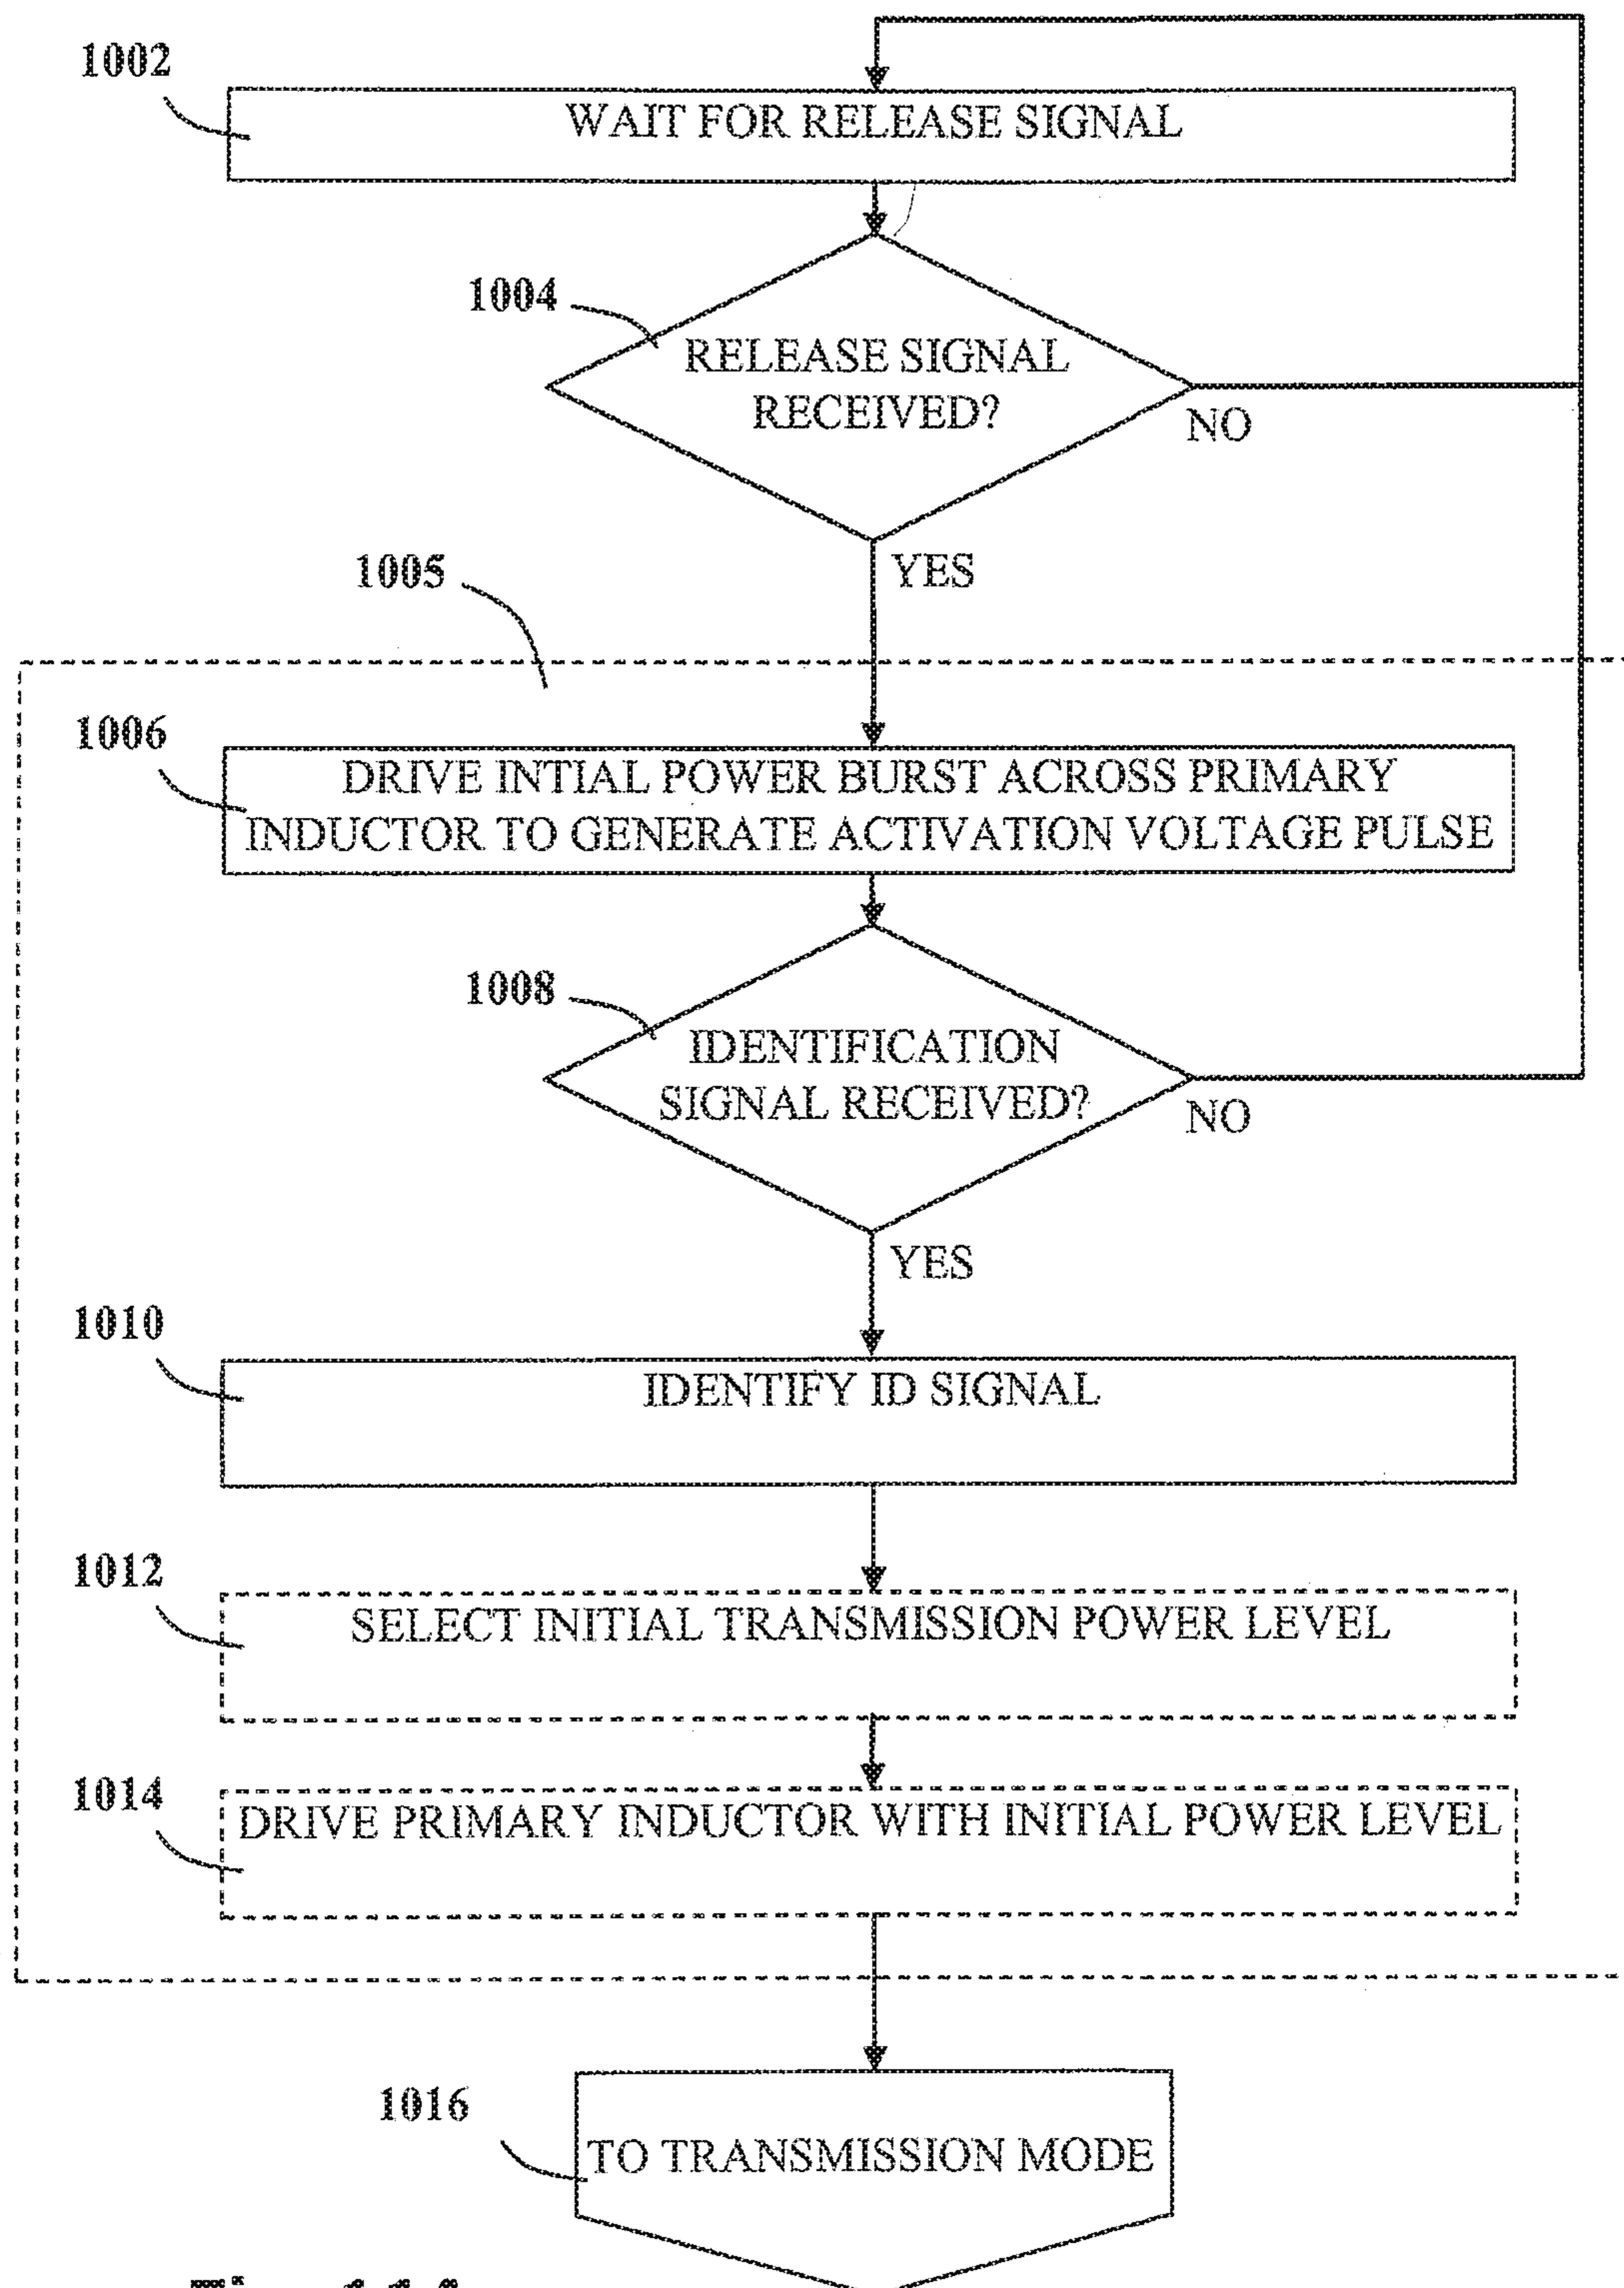 1002
WAIT FOR RELEASE SIGNAL
1004
RELEASE SIGNAL
RECEIVED?
NO
YES
1005
1006
DRIVE INTIAL POWER BURST ACROSS PRIMARY
INDUCTOR TO GENERATE ACTIVATION VOLTAGE PULSE
1008
IDENTIFICATION
SIGNAL RECEIVED?
NO
YES
1010
IDENTIFY ID SIGNAL
1012
SELECT INITIAL TRANSMISSION POWER LEVEL
1014
DRIVE PRIMARY INDUCTOR WITH INITIAL POWER LEVEL
1016
TO TRANSMISSION MODE